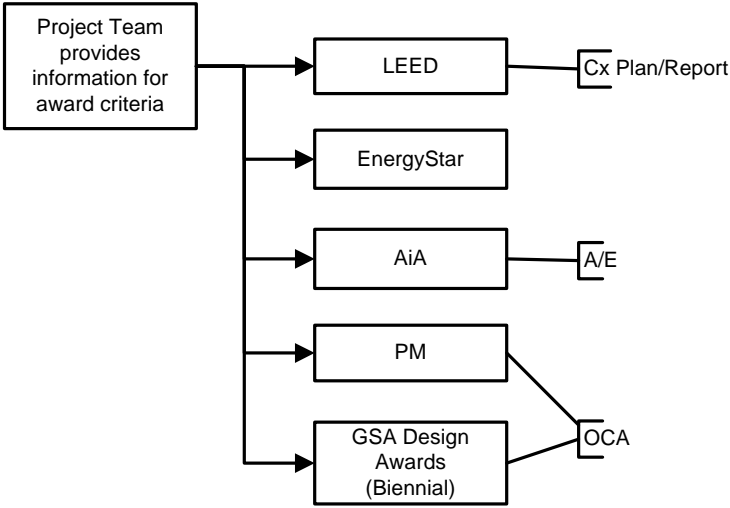 Project Team
provides
information for
award criteria
LEED
Cx Plan/Report
EnergyStar
AiA
A/E
PM
GSA Design
Awards
(Biennial)
OCA